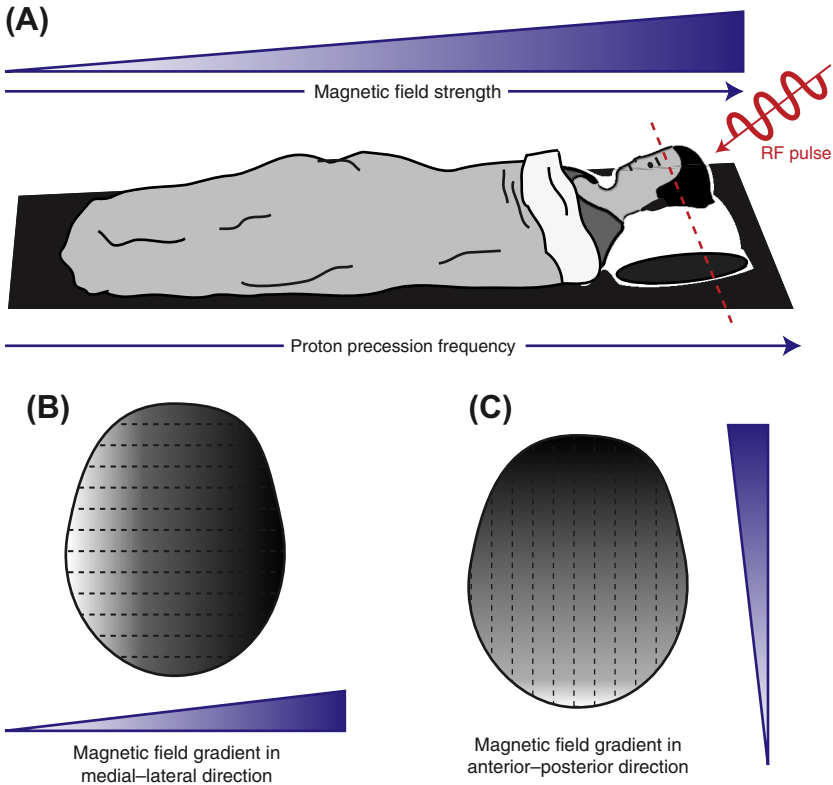 (A)
Magnetic field strength
RF pulse
Proton precession frequency
(B)
(C)
Magnetic field gradient in
medial–lateral direction
Magnetic field gradient in
anterior–posterior direction